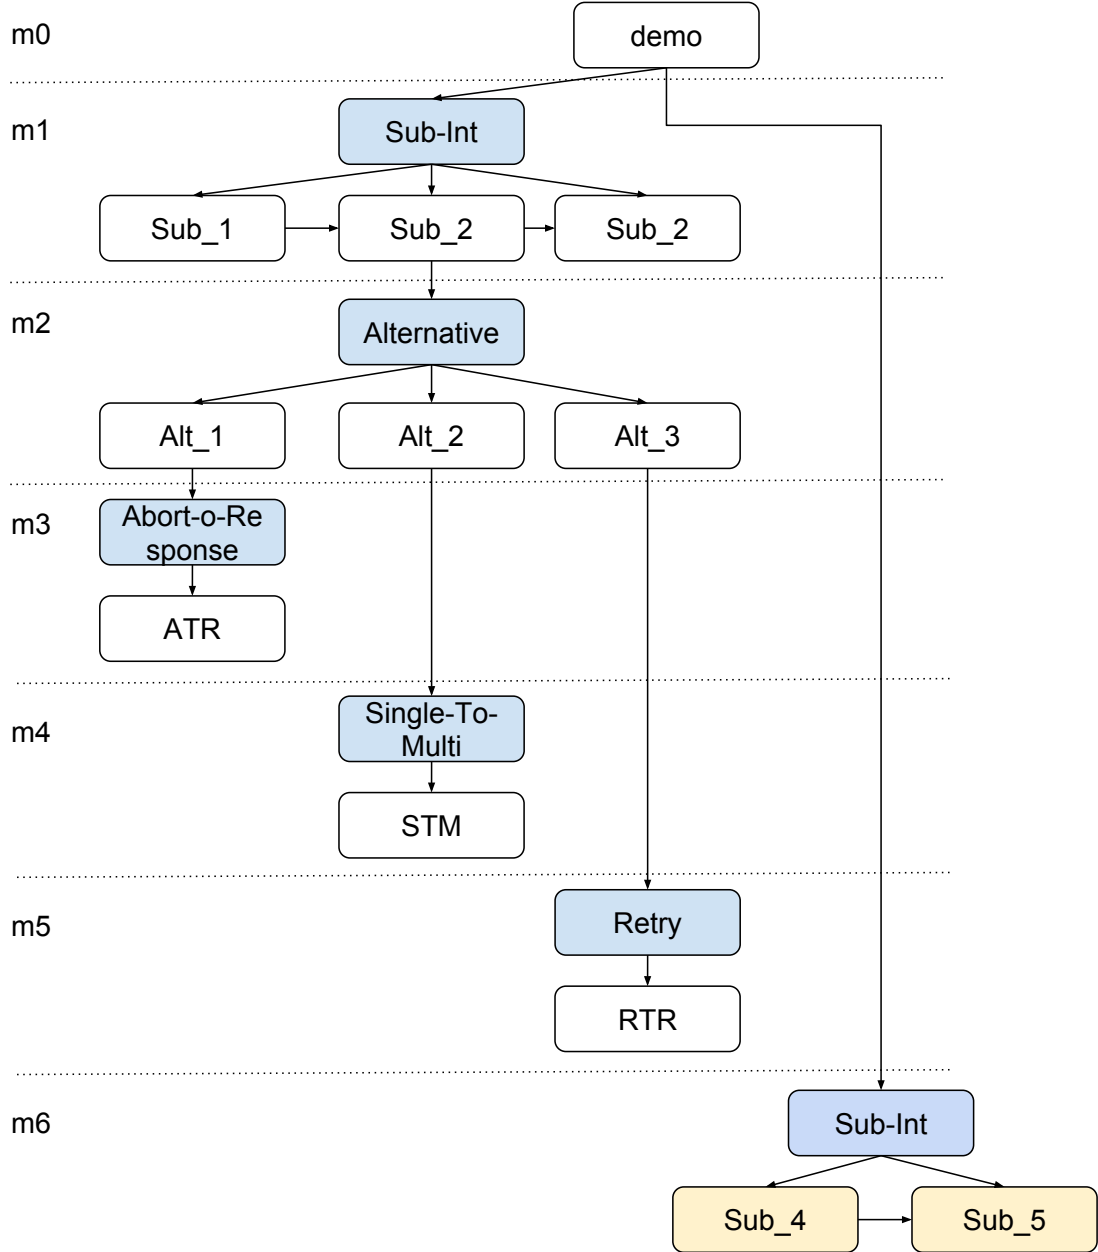 m0
demo
m1
Sub-Int
Sub_1
Sub_2
Sub_2
m2
Alternative
Alt_1
Alt_2
Alt_3
m3
Abort-o-Re
sponse
ATR
m4
Single-To-
Multi
STM
m5
Retry
RTR
m6
Sub-Int
Sub_4
Sub_5